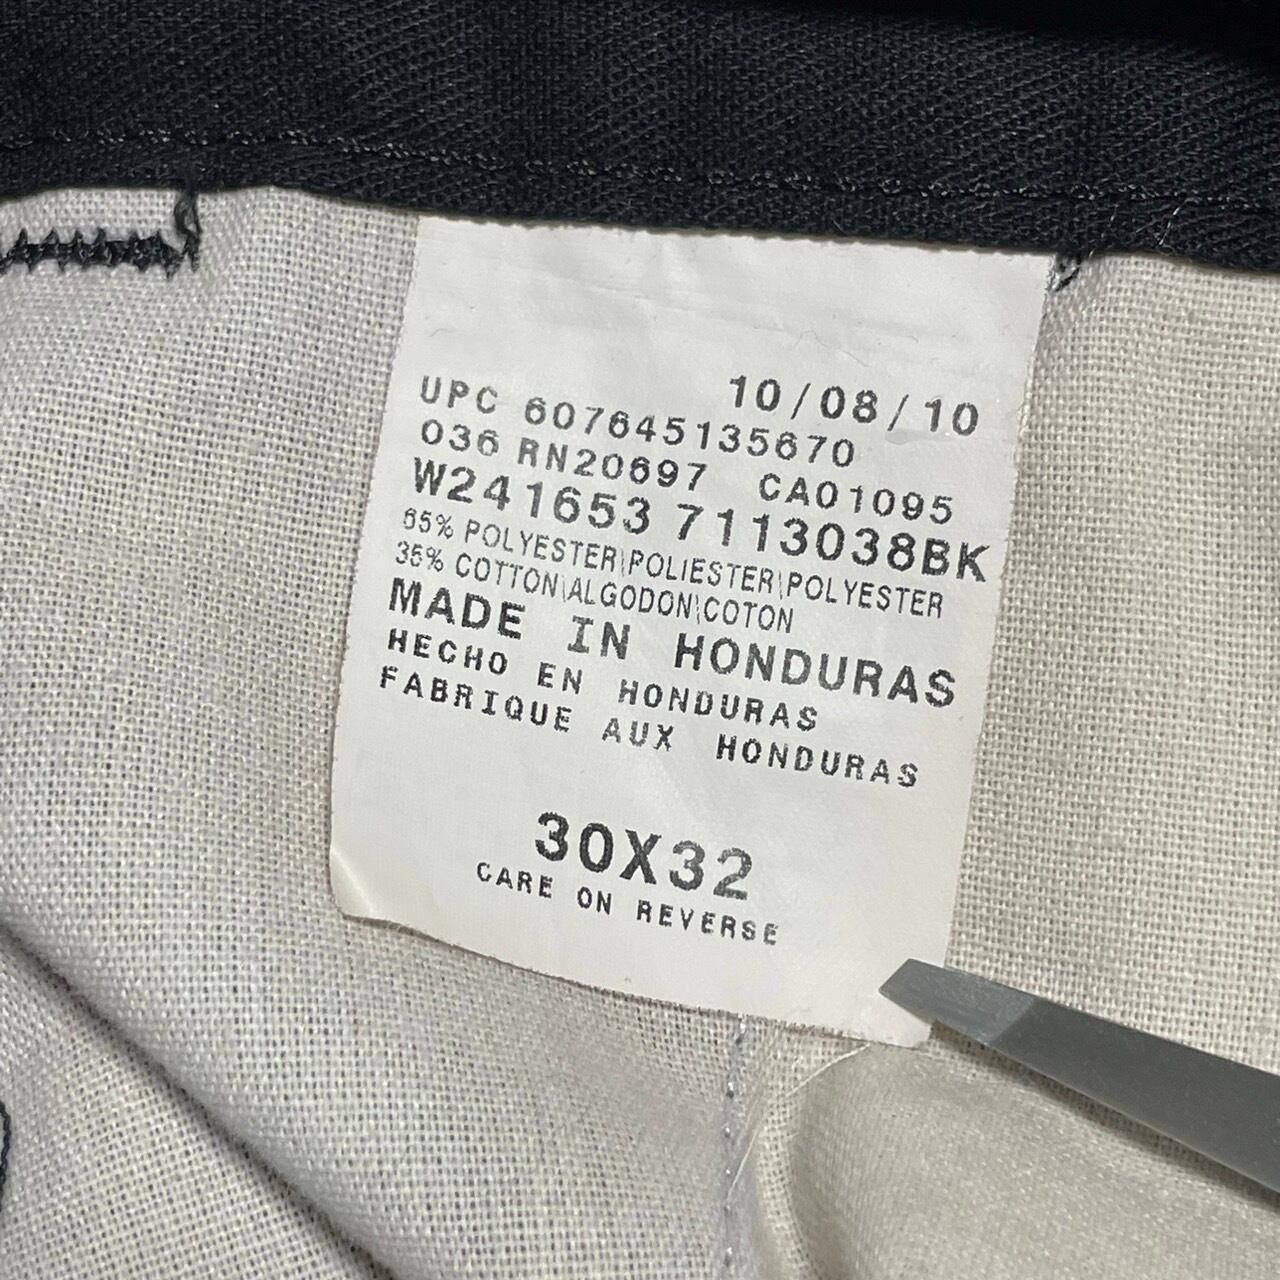 10/08/10
UPC 607645135670
036 RN20697 CA01095
W241653 7113038BK
65% POLYESTER\POLIESTER\POLYESTER
35% COTTON\ALGODON\COTON
MADE IN HONDURAS
HECHO EN HONDURAS
FABRIQUE AUX HONDURAS
30X32
CARE ON REVERSE